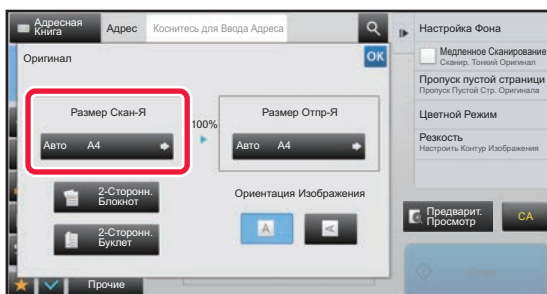 Адресная
Книга
Адрес
Коснитесь для Ввода Адреса
Оригинал
OK
Размер Скан-Я
Авто A4
100%
Размер Отпр-Я
Авто A4
2-Сторонн.
Блокнот
2-Сторонн.
Буклет
Ориентация Изображения
A
A
Прочие
Настройка Фона
Медленное Сканирование
Сканир. Тонкий Оригинал
Пропуск пустой страници
Пропуск Пустой Стр. Оригинала
Цветной Режим
Резкость
Настроить Контур Изображения
Предварит.
Просмотр
CA